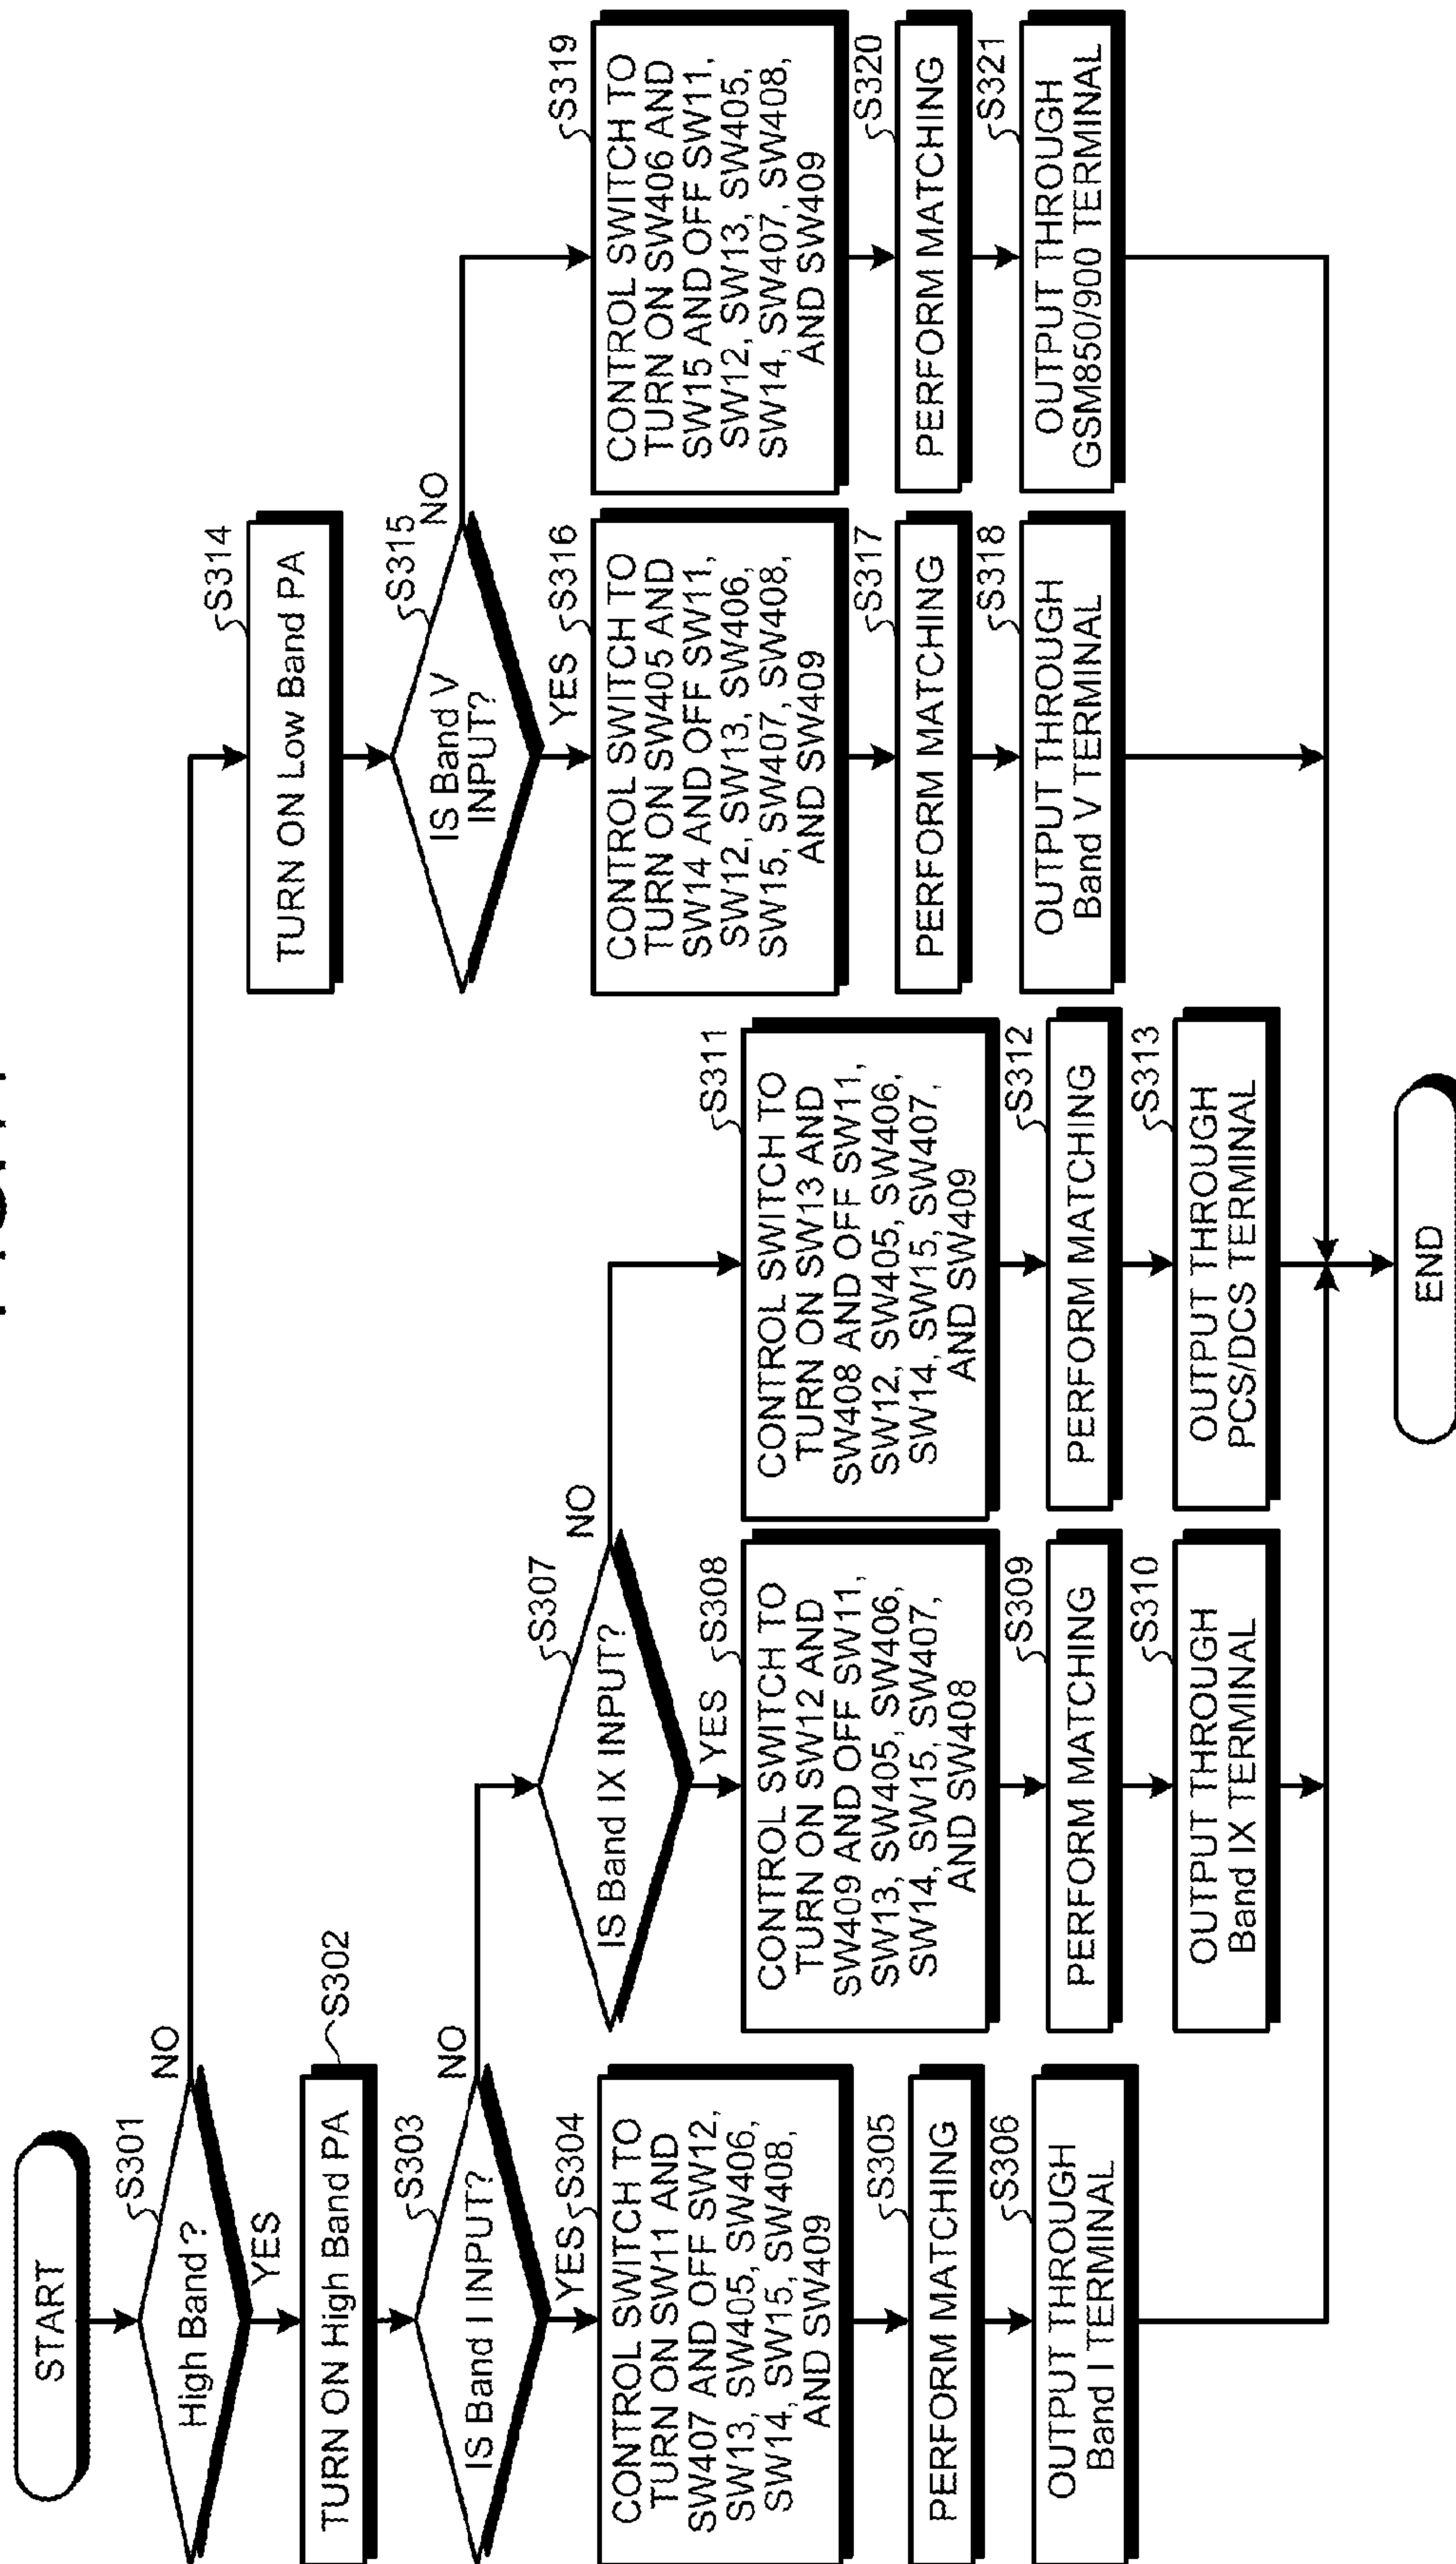 START
High Band ?
S301
NO
YES
TURN ON High Band PA
S302
IS Band I INPUT?
S303
NO
YES
S304
CONTROL SWITCH TO
TURN ON SW11 AND
SW407 AND OFF SW12,
SW13, SW405, SW406,
SW14, SW15, SW408,
AND SW409
S305
PERFORM MATCHING
S306
OUTPUT THROUGH
Band I TERMINAL
S307
IS Band IX INPUT?
NO
YES
S308
CONTROL SWITCH TO
TURN ON SW12 AND
SW409 AND OFF SW11,
SW13, SW405, SW406,
SW14, SW15, SW407,
AND SW408
S309
PERFORM MATCHING
S310
OUTPUT THROUGH
Band IX TERMINAL
S311
CONTROL SWITCH TO
TURN ON SW13 AND
SW408 AND OFF SW11,
SW12, SW405, SW406,
SW14, SW15, SW407,
AND SW409
S312
PERFORM MATCHING
S313
OUTPUT THROUGH
PCS/DCS TERMINAL
S314
TURN ON Low Band PA
S315
IS Band V
INPUT?
NO
YES
S316
CONTROL SWITCH TO
TURN ON SW405 AND
SW14 AND OFF SW11,
SW12, SW13, SW406,
SW15, SW407, SW408,
AND SW409
S317
PERFORM MATCHING
S318
OUTPUT THROUGH
Band V TERMINAL
S319
CONTROL SWITCH TO
TURN ON SW406 AND
SW15 AND OFF SW11,
SW12, SW13, SW405,
SW14, SW407, SW408,
AND SW409
S320
PERFORM MATCHING
S321
OUTPUT THROUGH
GSM850/900 TERMINAL
END